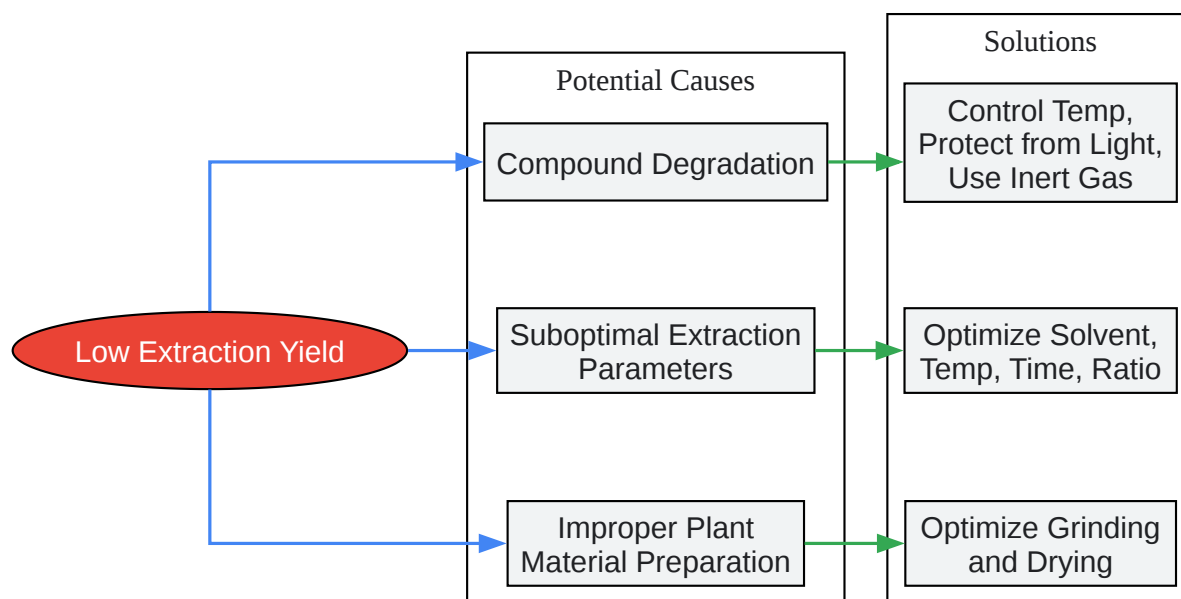 Low Extraction Yield
Potential Causes
Compound Degradation
Suboptimal Extraction
Parameters
Improper Plant
Material Preparation
Solutions
Control Temp,
Protect from Light,
Use Inert Gas
Optimize Solvent,
Temp, Time, Ratio
Optimize Grinding
and Drying